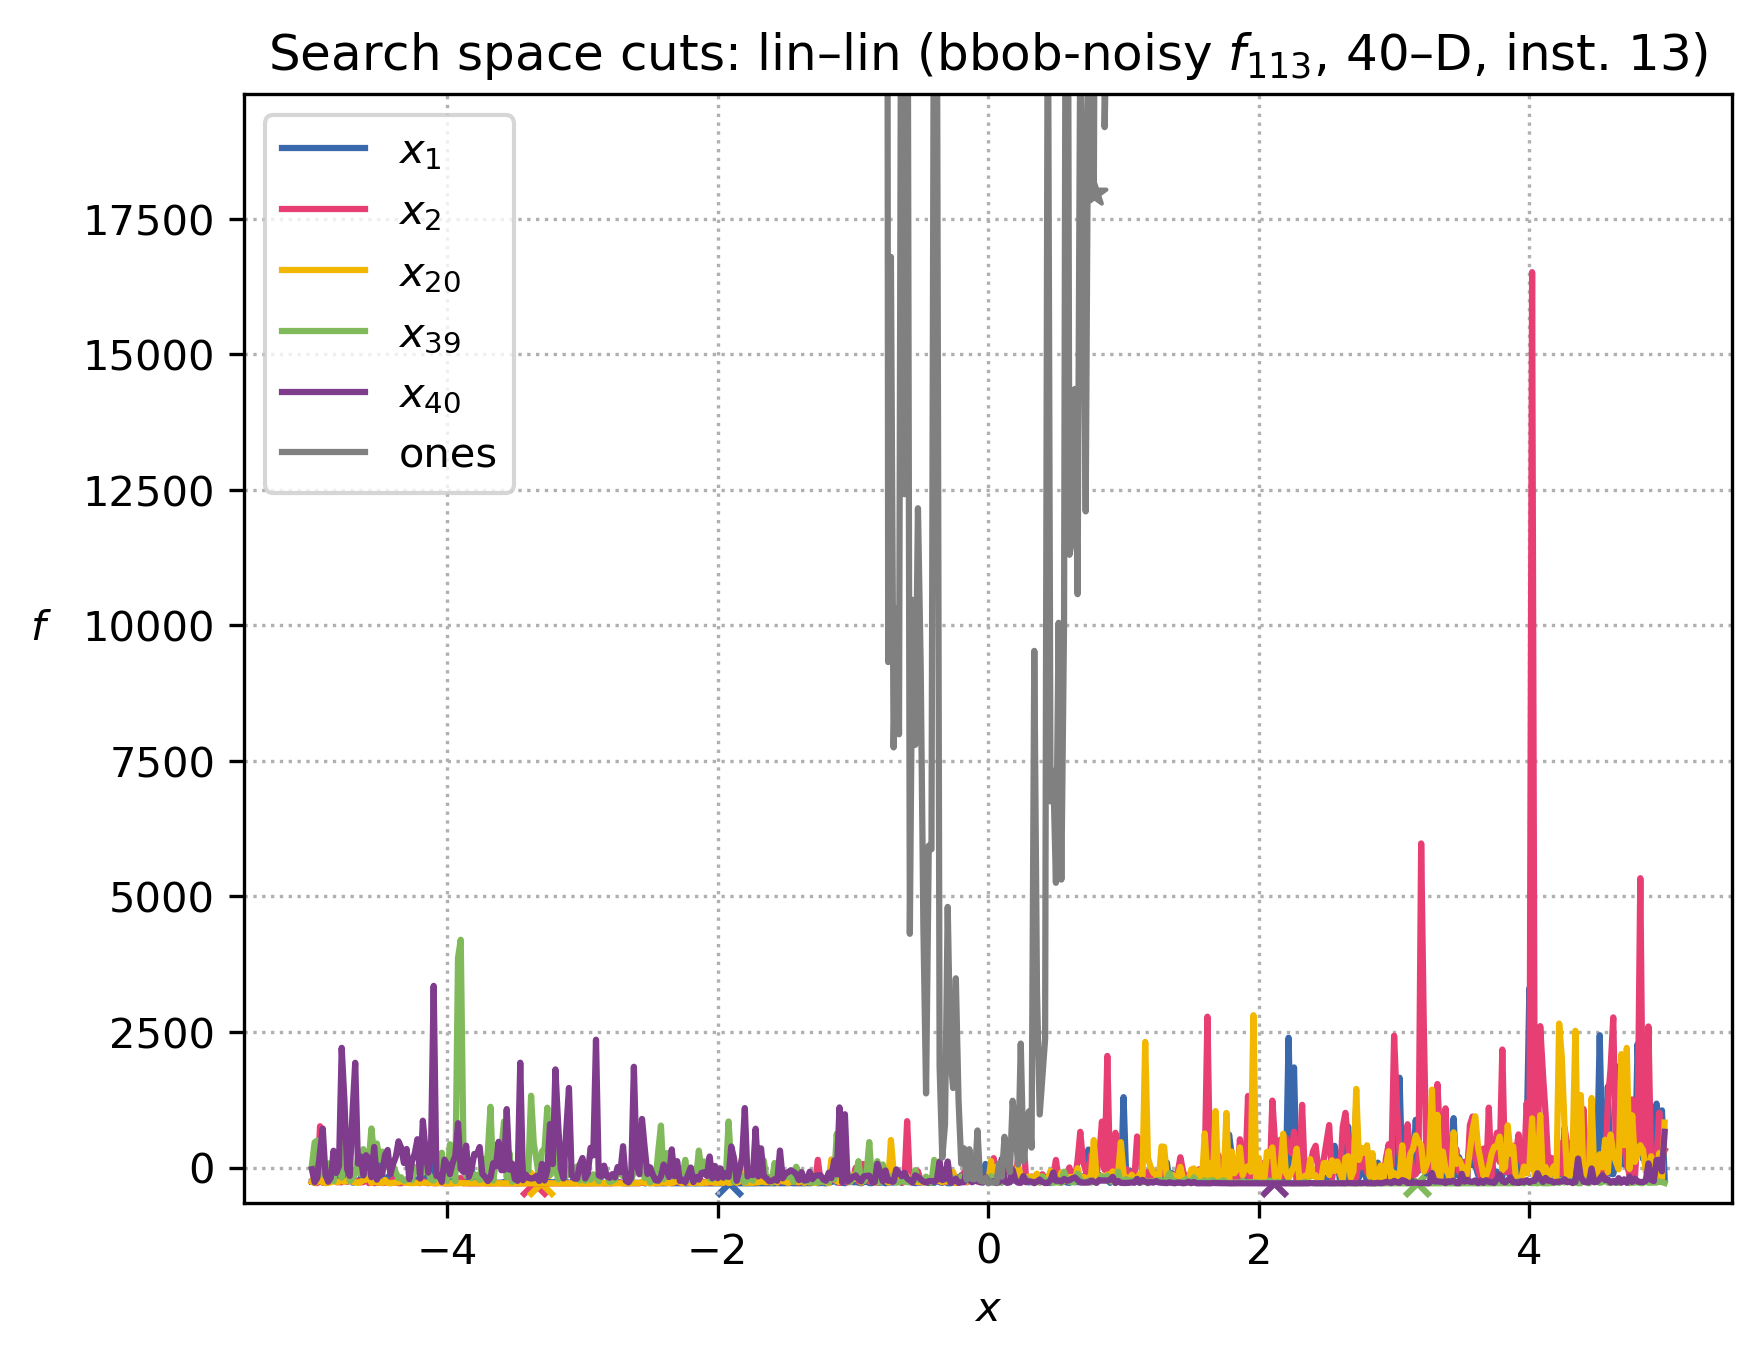 Search space cuts: lin–lin (bbob-noisy f113, 40–D, inst. 13)
x1
x2
x20
x39
x40
ones
17500
15000
12500
10000
7500
5000
2500
0
f
−4 −2 0 2 4
x